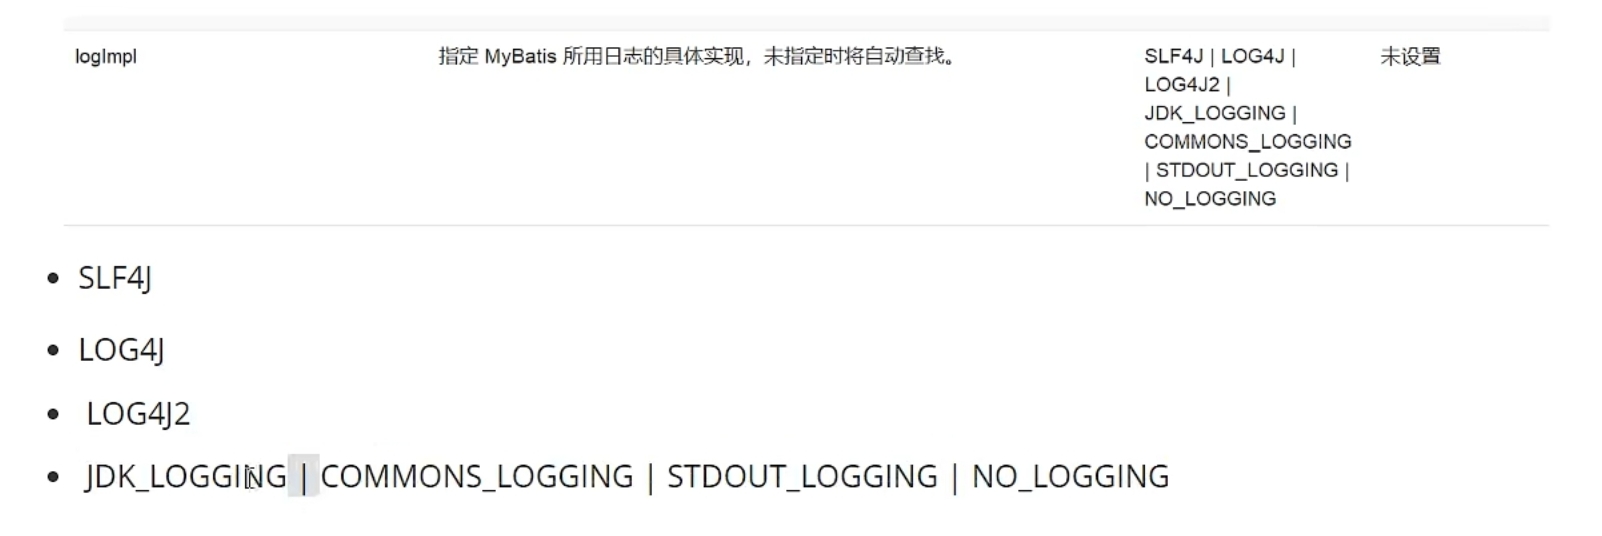 logImpl 指定 MyBatis 所用日志的具体实现，未指定时将自动查找。 SLF4J | LOG4J | 未设置
LOG4J2 |
JDK_LOGGING |
COMMONS_LOGGING
| STDOUT_LOGGING |
NO_LOGGING
• SLF4J
• LOG4J
• LOG4J2
• JDK_LOGGING | COMMONS_LOGGING | STDOUT_LOGGING | NO_LOGGING